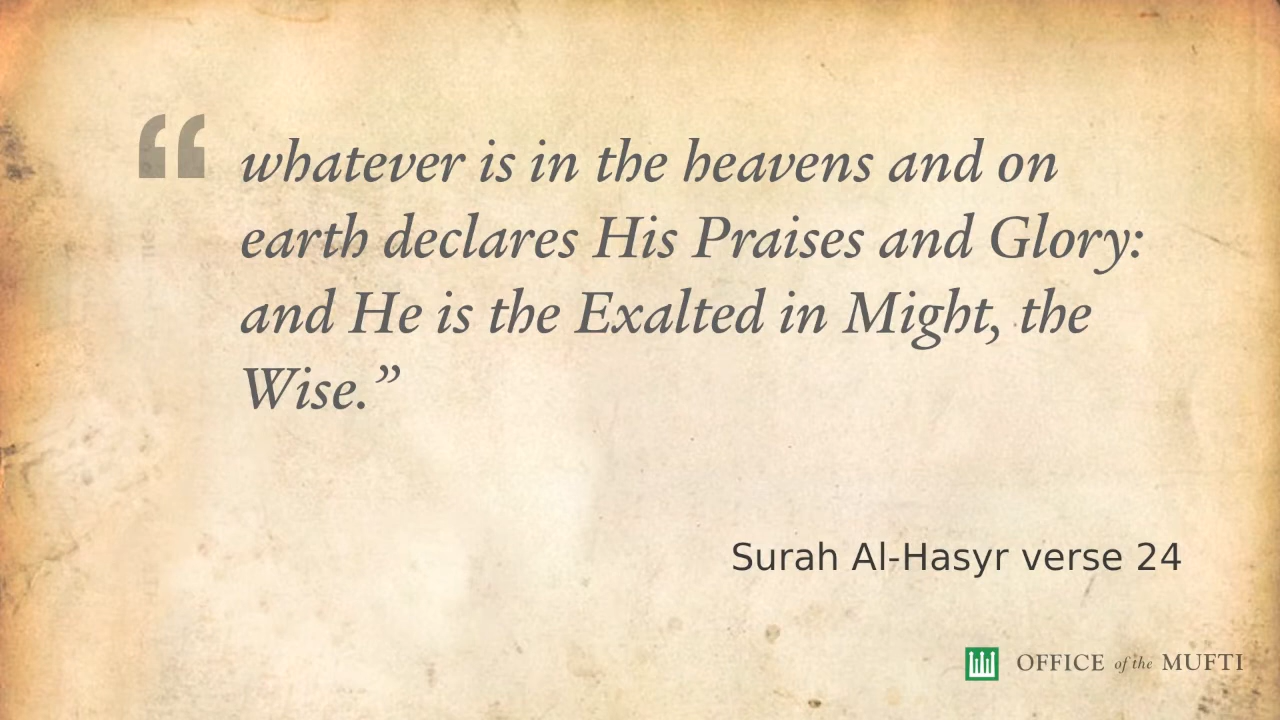 “ whatever is in the heavens and on
earth declares His Praises and Glory:
and He is the Exalted in Might, the
Wise.”
Surah Al-Hasyr verse 24
OFFICE of the MUFTI